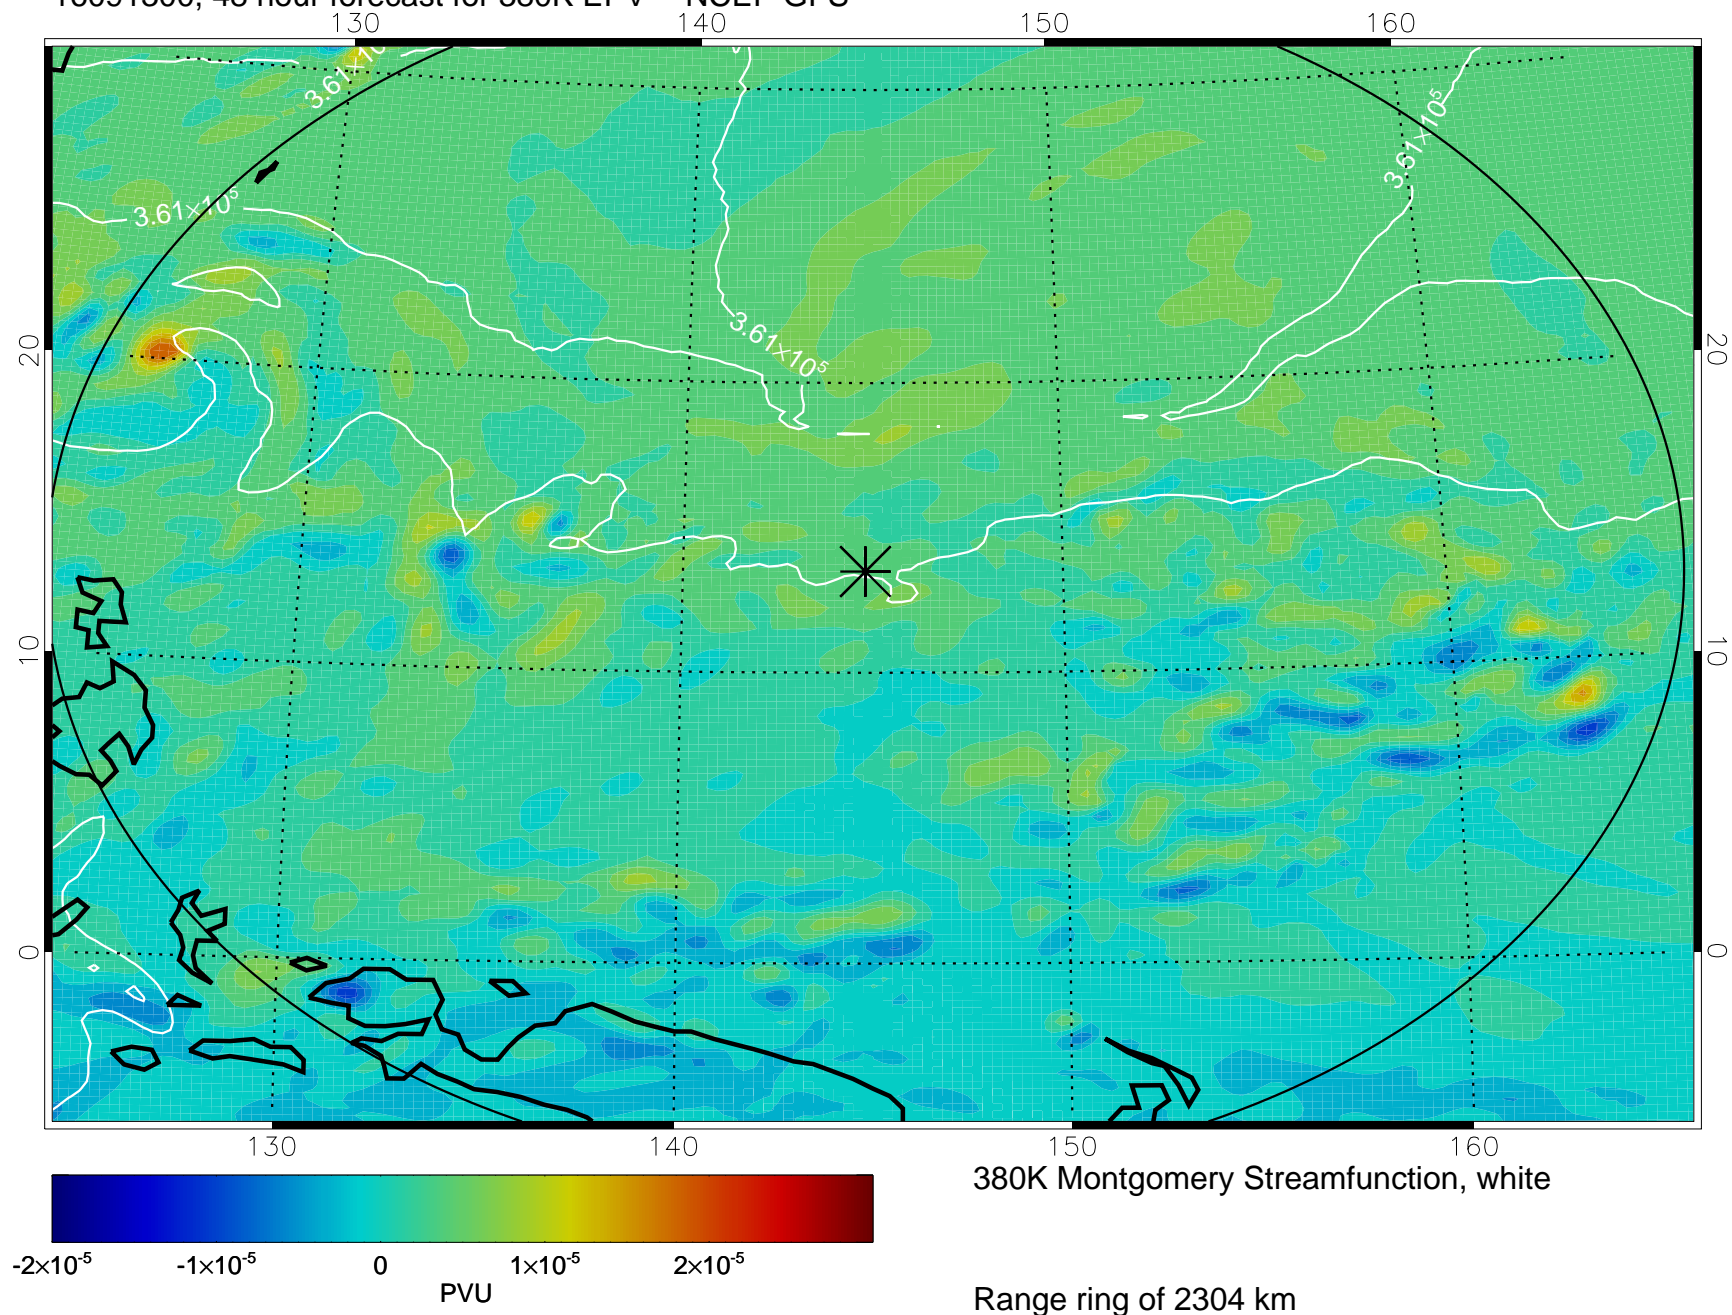 130 140 150 160
3.61×10
3.61×10⁵
3.61×10⁵
3.61×10⁵
20 20
10 10
0 0
130 140 150 160
380K Montgomery Streamfunction, white
-2×10⁻⁵ -1×10⁻⁵ 0 1×10⁻⁵ 2×10⁻⁵
PVU
Range ring of 2304 km